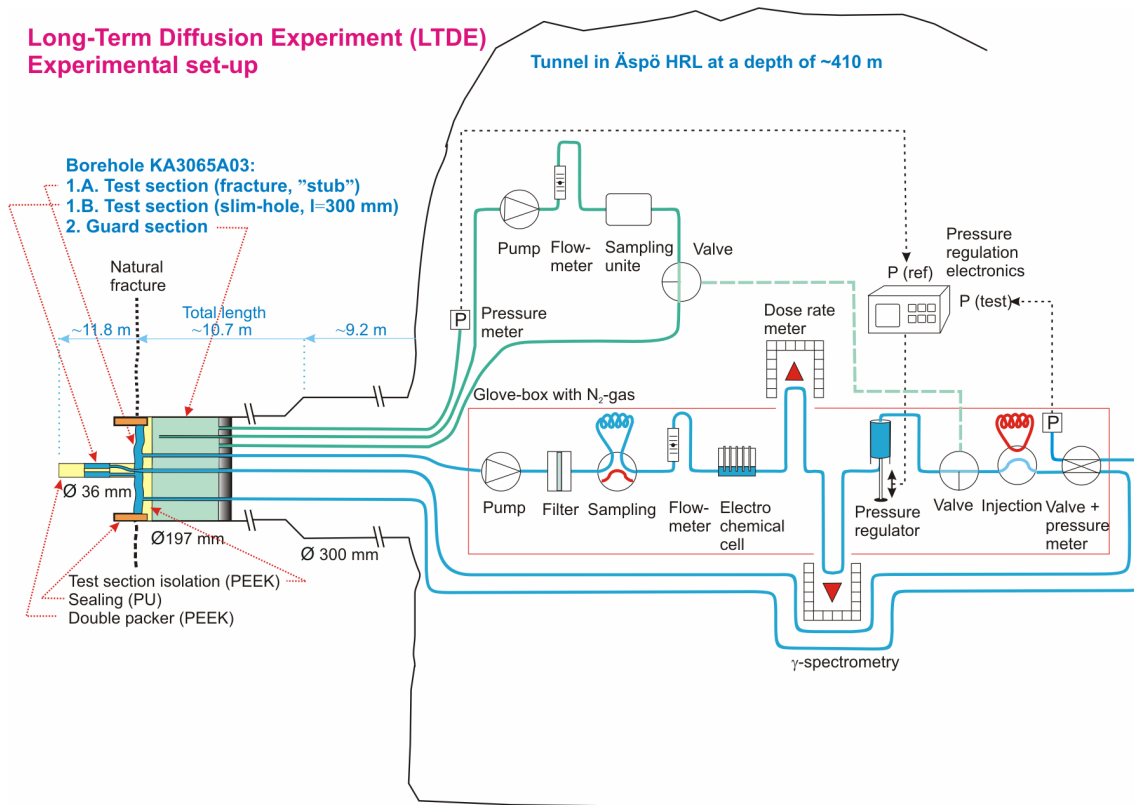 Long-Term Diffusion Experiment (LTDE)
Experimental set-up
Tunnel in Äspö HRL at a depth of ~410 m
Borehole KA3065A03:
1.A. Test section (fracture, ”stub”)
1.B. Test section (slim-hole, l=300 mm)
2. Guard section
Natural
fracture
Total length
~11.8 m
~10.7 m
~9.2 m
Pump
Flow-
meter
Sampling
unite
Valve
Pressure
regulation
electronics
P (ref)
P (test)
P
Pressure
meter
Dose rate
meter
Glove-box with N2-gas
P
Pump
Filter
Sampling
Flow-
meter
Electro
chemical
cell
Pressure
regulator
Valve
Injection
Valve +
pressure
meter
Ø 36 mm
Ø197 mm
Ø 300 mm
Test section isolation (PEEK)
Sealing (PU)
Double packer (PEEK)
γ-spectrometry